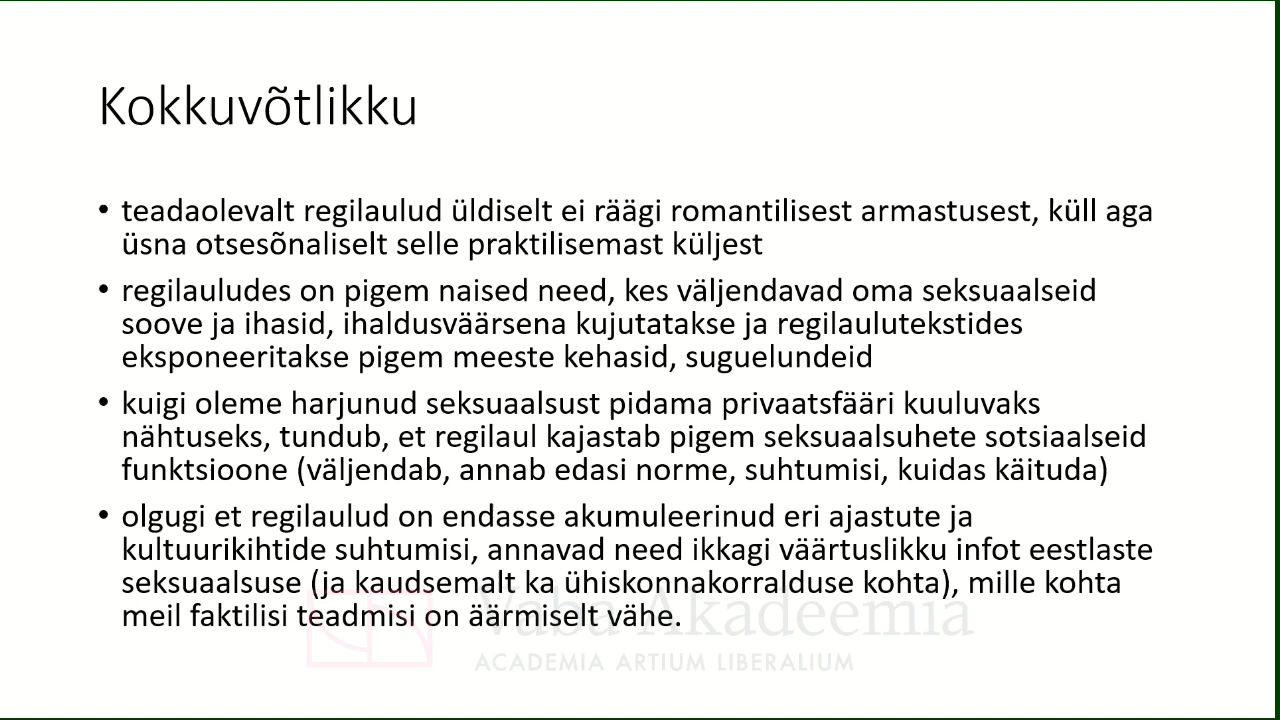 Kokkuvõtlikku
• teadaolevalt regilaulud üldiselt ei räägi romantilisest armastusest, küll aga
üsna otsesõnaliselt selle praktilisemast küljest
• regilauludes on pigem naised need, kes väljendavad oma seksuaalseid
soove ja ihasid, ihaldusväärsena kujutatakse ja regilaulutekstides
eksponeeritakse pigem meeste kehasid, suguelundeid
• kuigi oleme harjunud seksuaalsust pidama privaatsfääri kuuluvaks
nähtuseks, tundub, et regilaul kajastab pigem seksuaalsuhete sotsiaalseid
funktsioone (väljendab, annab edasi norme, suhtumisi, kuidas käituda)
• olgugi et regilaulud on endasse akumuleerinud eri ajastute ja
kultuurikihtide suhtumisi, annavad need ikkagi väärtuslikku infot eestlaste
seksuaalsuse (ja kaudsemalt ka ühiskonnakorralduse kohta), mille kohta
meil faktilisi teadmisi on äärmiselt vähe.
Vaba Akadeemia
ACADEMIA ARTIUM LIBERALIUM